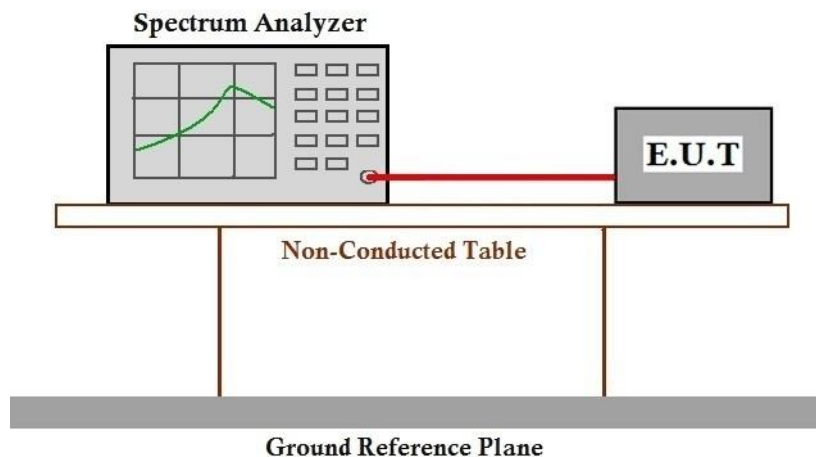 Spectrum Analyzer
E.U.T
Non-Conducted Table
Ground Reference Plane